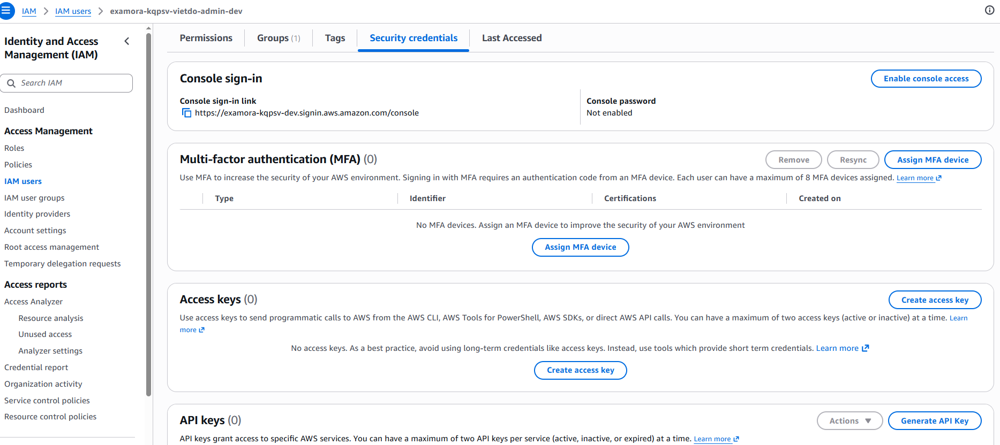 IAM > IAM users > examora-kqpsv-vietdo-admin-dev
Identity and Access
Management (IAM)
Search IAM
Dashboard
Access Management
Roles
Policies
IAM users
IAM user groups
Identity providers
Account settings
Root access management
Temporary delegation requests
Access reports
Access Analyzer
Resource analysis
Unused access
Analyzer settings
Credential report
Organization activity
Service control policies
Resource control policies
Permissions
Groups (1)
Tags
Security credentials
Last Accessed
Console sign-in
Enable console access
Console sign-in link
https://examora-kqpsv-dev.signin.aws.amazon.com/console
Console password
Not enabled
Multi-factor authentication (MFA) (0)
Remove
Resync
Assign MFA device
Use MFA to increase the security of your AWS environment. Signing in with MFA requires an authentication code from an MFA device. Each user can have a maximum of 8 MFA devices assigned. Learn more
Type
Identifier
Certifications
Created on
No MFA devices. Assign an MFA device to improve the security of your AWS environment
Assign MFA device
Access keys (0)
Create access key
Use access keys to send programmatic calls to AWS from the AWS CLI, AWS Tools for PowerShell, AWS SDKs, or direct AWS API calls. You can have a maximum of two access keys (active or inactive) at a time. Learn
more
No access keys. As a best practice, avoid using long-term credentials like access keys. Instead, use tools which provide short term credentials. Learn more
Create access key
API keys (0)
Actions
Generate API Key
API keys grant access to specific AWS services. You can have a maximum of two API keys per service (active, inactive, or expired) at a time. Learn more